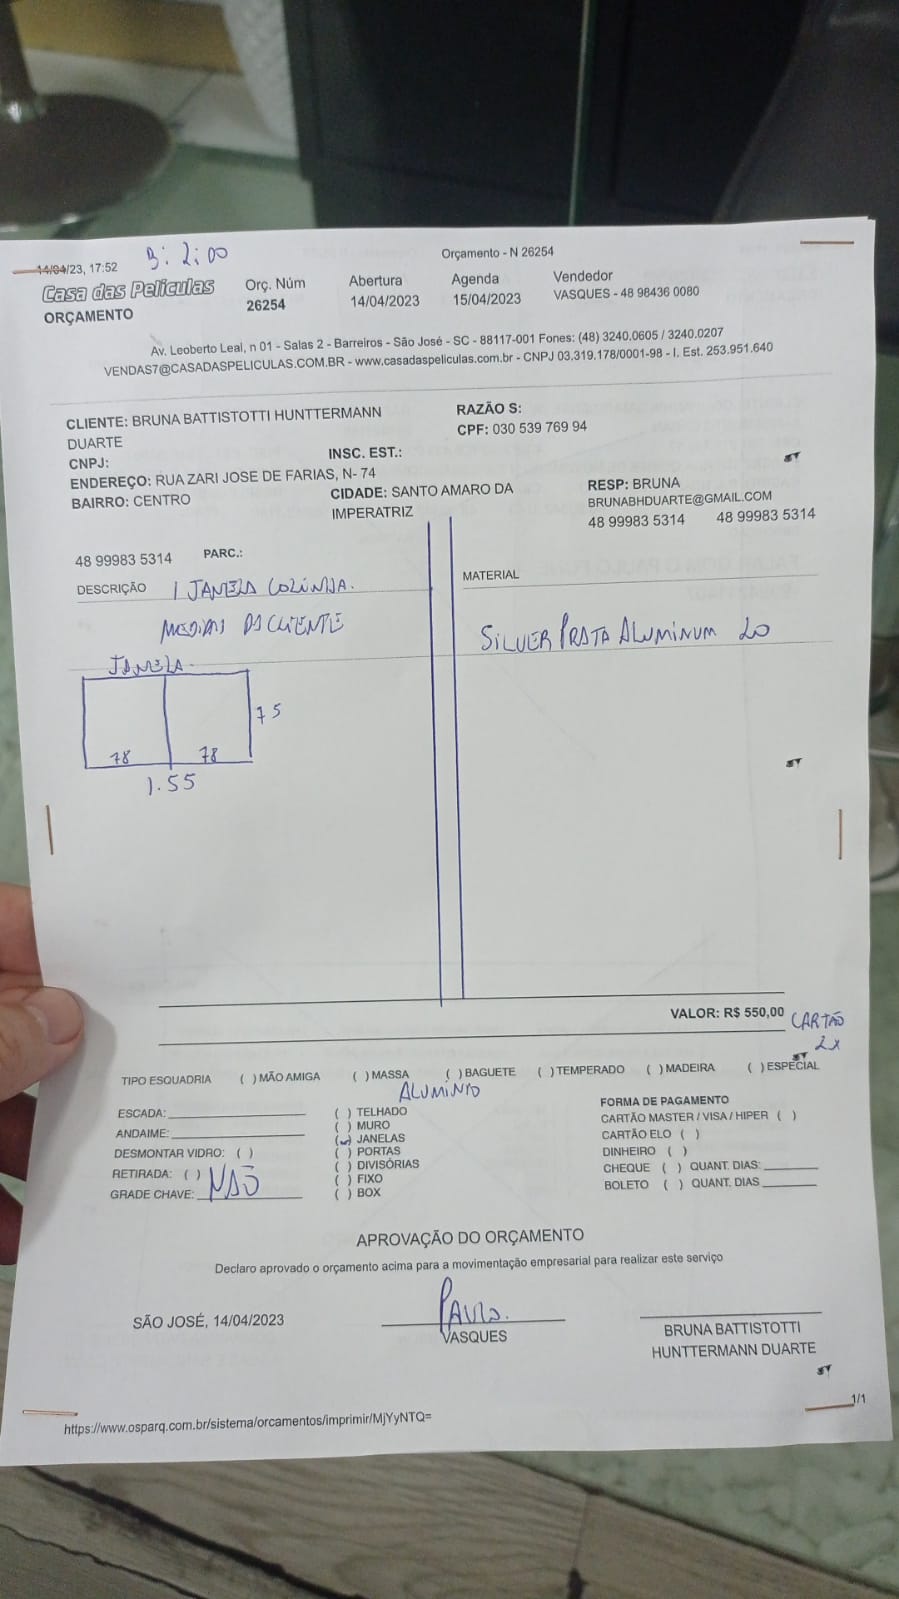 14/04/23, 17:52
3: 2:00
Orçamento - N 26254
Casa das Películas
ORÇAMENTO
Orç. Núm
26254
Abertura
14/04/2023
Agenda
15/04/2023
Vendedor
VASQUES - 48 98436 0080
Av. Leoberto Leal, n 01 - Salas 2 - Barreiros - São José - SC - 88117-001 Fones: (48) 3240.0605 / 3240.0207
VENDAS7@CASADASPELICULAS.COM.BR - www.casadaspeliculas.com.br - CNPJ 03.319.178/0001-98 - I. Est. 253.951.640
CLIENTE: BRUNA BATTISTOTTI HUNTTERMANN
DUARTE
RAZÃO S:
CPF: 030 539 769 94
CNPJ:
INSC. EST.:
ENDEREÇO: RUA ZARI JOSE DE FARIAS, N- 74
BAIRRO: CENTRO
CIDADE: SANTO AMARO DA
IMPERATRIZ
RESP: BRUNA
BRUNABHDUARTE@GMAIL.COM
48 99983 5314 48 99983 5314
48 99983 5314
PARC.:
DESCRIÇÃO 1 JANELA COZINHA.
MEDIDAS DA CLIENTE
MATERIAL
SILVER PRATA ALUMINUM 20
JANELA
75
78 78
1.55
VALOR: R$ 550,00
CARTÃO
2x
TIPO ESQUADRIA ( ) MÃO AMIGA ( ) MASSA ( ) BAGUETE ( ) TEMPERADO ( ) MADEIRA ( ) ESPECIAL
ALUMÍNIO
ESCADA:
ANDAIME:
DESMONTAR VIDRO: ( )
RETIRADA: ( )
GRADE CHAVE:
NÃO
( ) TELHADO
( ) MURO
( ) JANELAS
( ) PORTAS
( ) DIVISÓRIAS
( ) FIXO
( ) BOX
FORMA DE PAGAMENTO
CARTÃO MASTER / VISA / HIPER ( )
CARTÃO ELO ( )
DINHEIRO ( )
CHEQUE ( ) QUANT. DIAS:
BOLETO ( ) QUANT. DIAS
APROVAÇÃO DO ORÇAMENTO
Declaro aprovado o orçamento acima para a movimentação empresarial para realizar este serviço
SÃO JOSÉ, 14/04/2023
PAULO.
VASQUES
BRUNA BATTISTOTTI
HUNTTERMANN DUARTE
1/1
https://www.osparq.com.br/sistema/orcamentos/imprimir/MjYyNTQ=